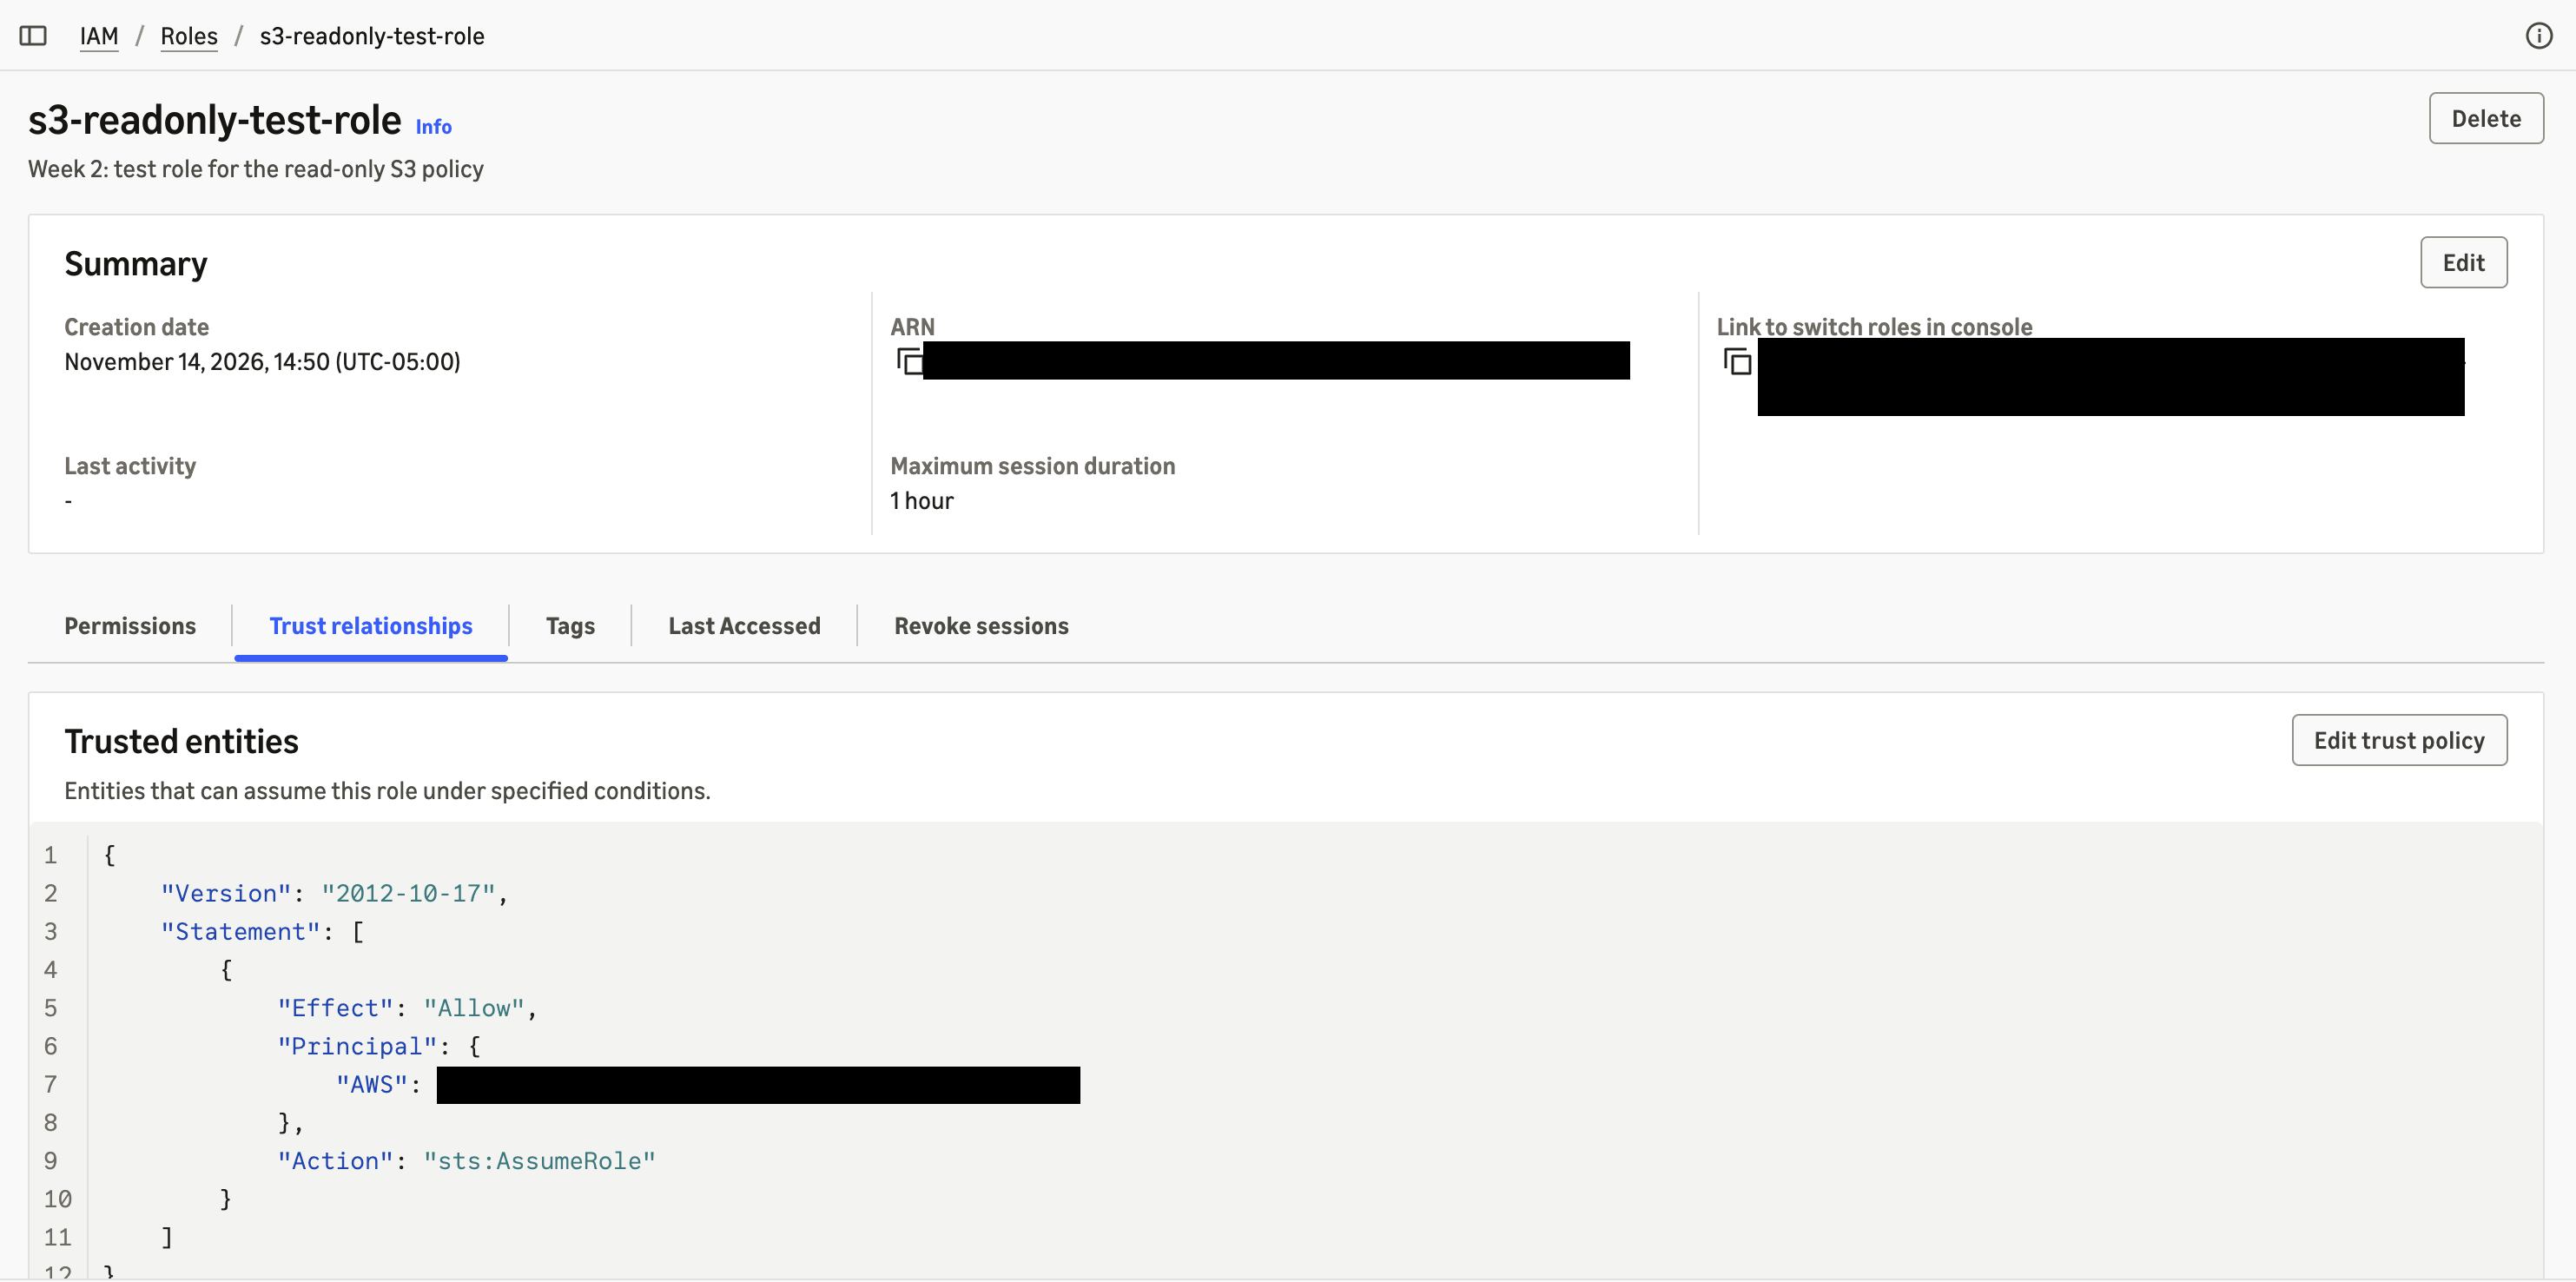 IAM / Roles / s3-readonly-test-role
s3-readonly-test-role Info
Delete
Week 2: test role for the read-only S3 policy
Summary
Edit
Creation date
November 14, 2026, 14:50 (UTC-05:00)
ARN
Link to switch roles in console
Last activity
-
Maximum session duration
1 hour
Permissions
Trust relationships
Tags
Last Accessed
Revoke sessions
Trusted entities
Edit trust policy
Entities that can assume this role under specified conditions.
1 {
2 "Version": "2012-10-17",
3 "Statement": [
4 {
5 "Effect": "Allow",
6 "Principal": {
7 "AWS":
8 },
9 "Action": "sts:AssumeRole"
10 }
11 ]
12 }